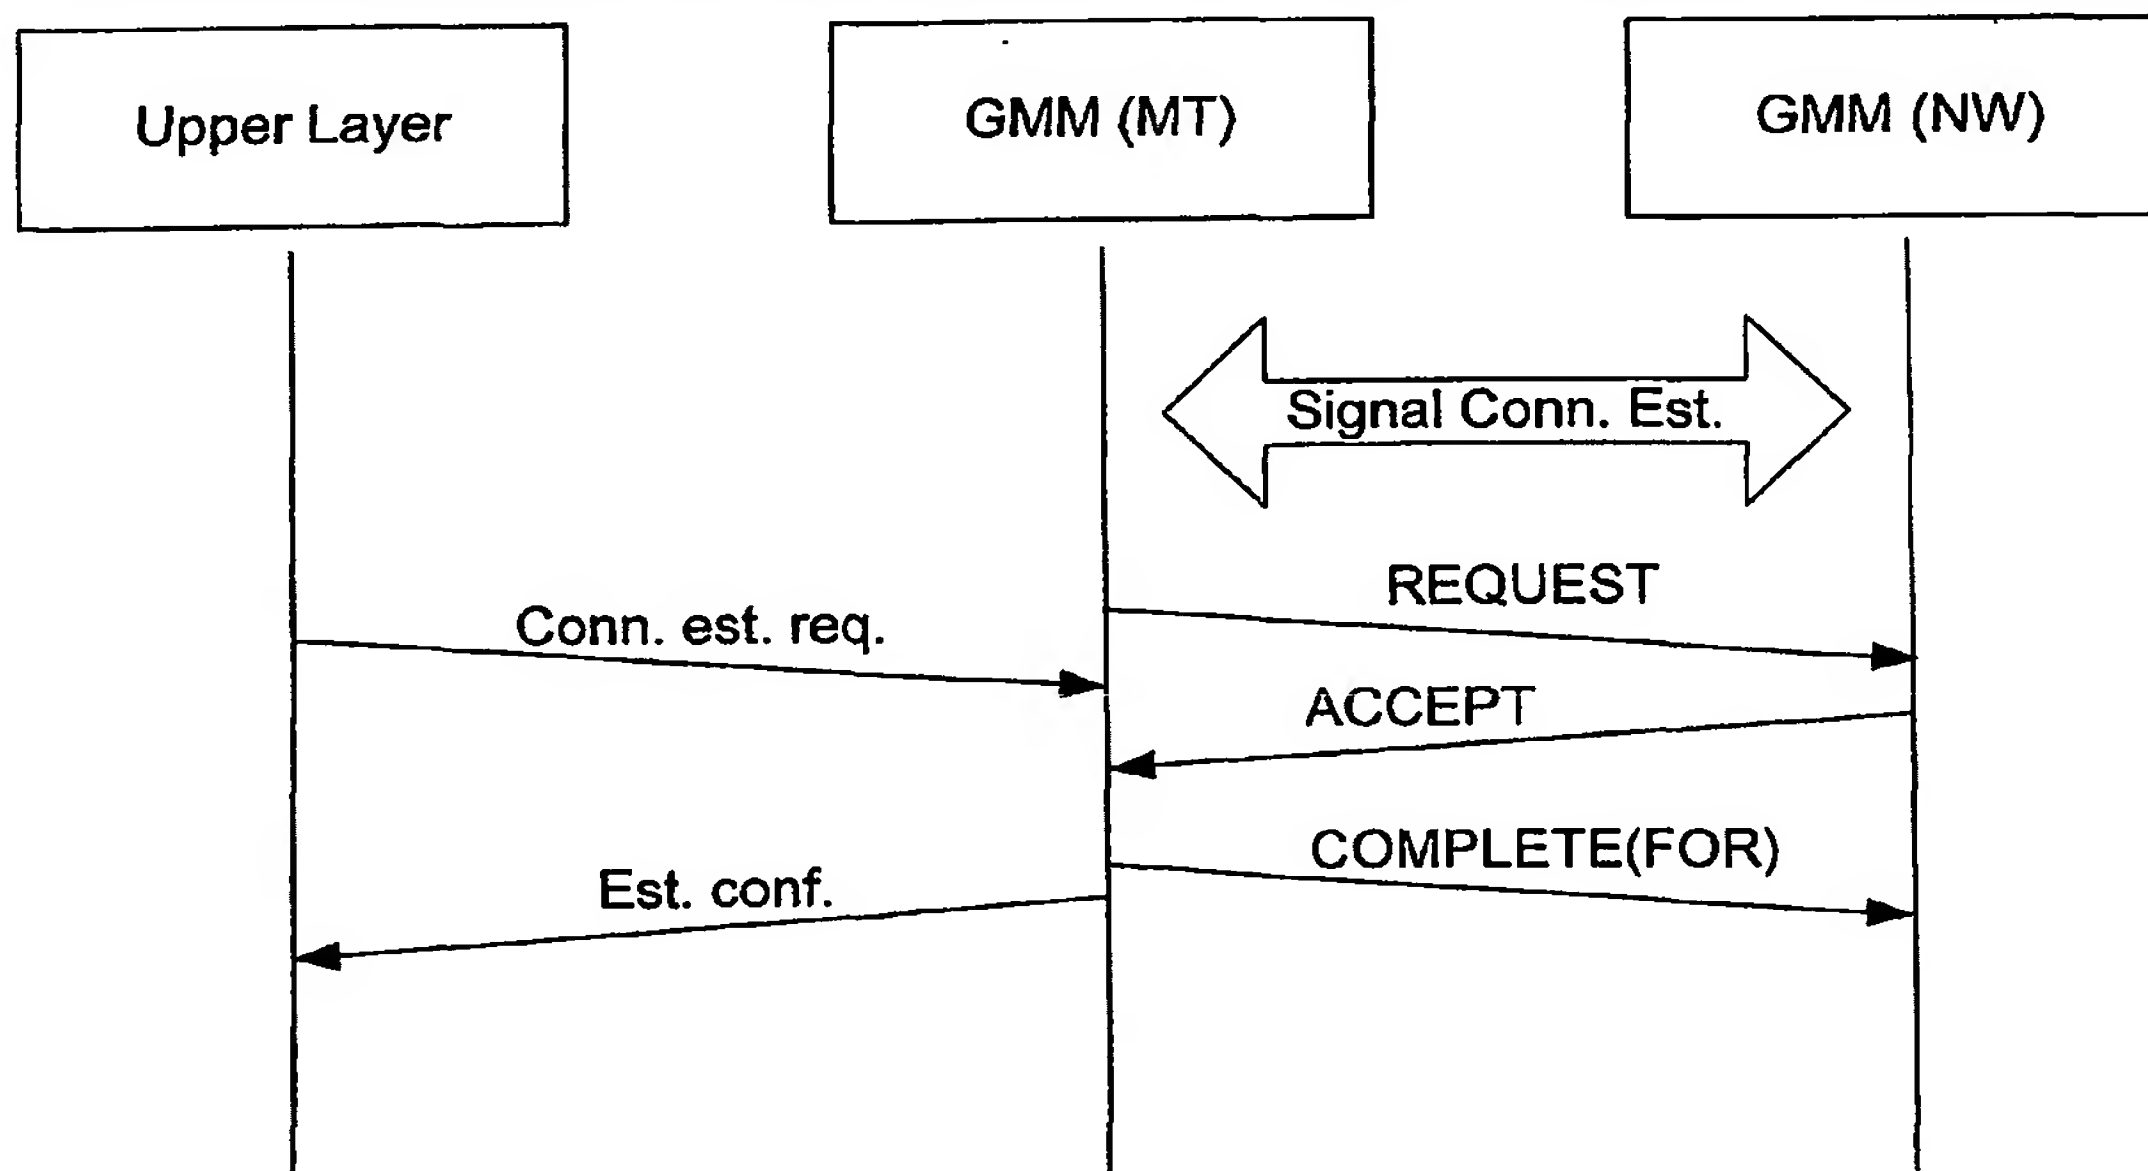 Upper Layer
GMM (MT)
GMM (NW)
Signal Conn. Est.
REQUEST
Conn. est. req.
ACCEPT
COMPLETE(FOR)
Est. conf.